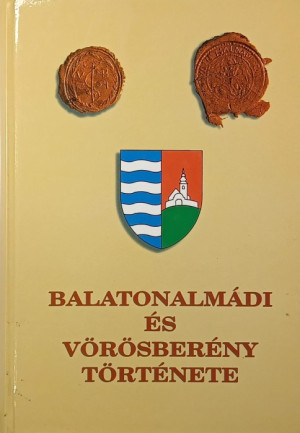 BALATONALMÁDI
ÉS
VÖRÖSBERÉNY
TÖRTÉNETE